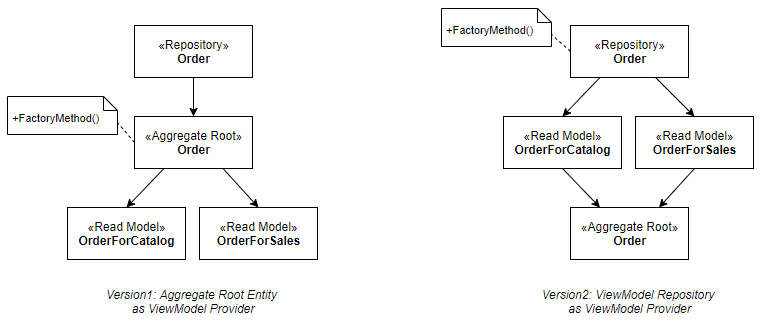 «Repository»
Order
+FactoryMethod()
«Aggregate Root»
Order
«Read Model»
OrderForCatalog
«Read Model»
OrderForSales
Version1: Aggregate Root Entity
as ViewModel Provider
+FactoryMethod()
«Repository»
Order
«Read Model»
OrderForCatalog
«Read Model»
OrderForSales
«Aggregate Root»
Order
Version2: ViewModel Repository
as ViewModel Provider